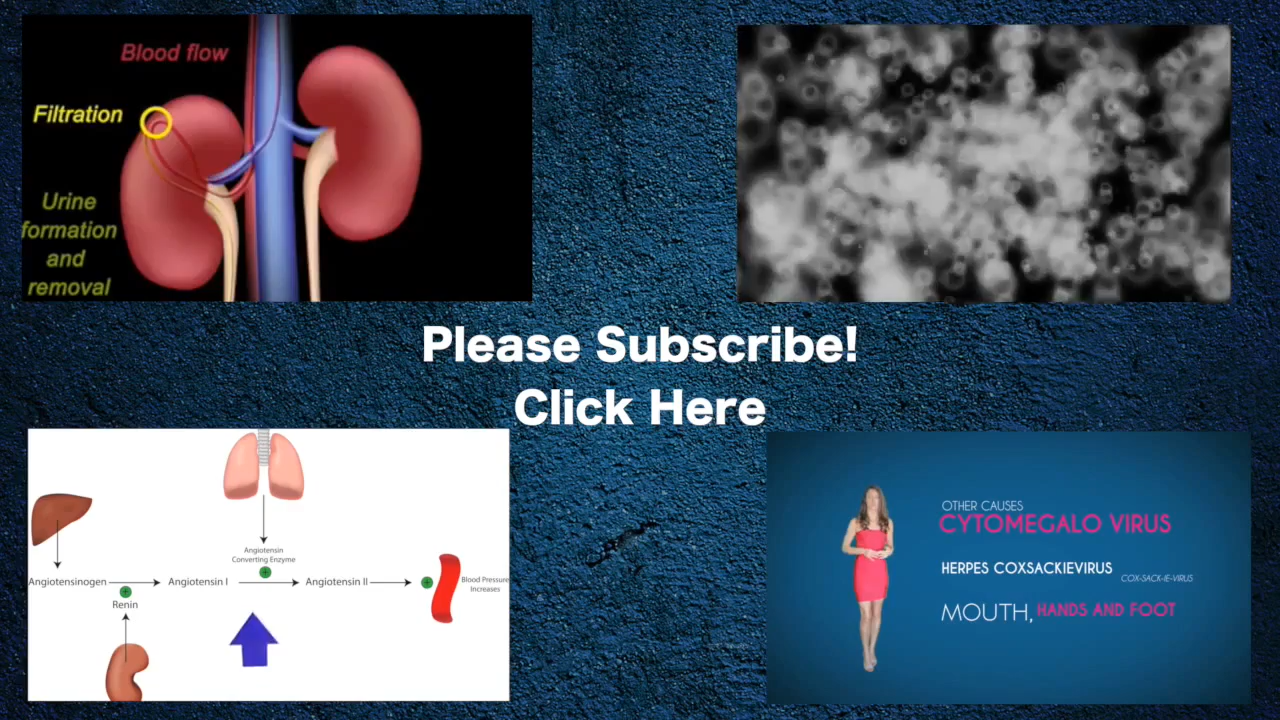 Blood flow
Filtration
Urine
formation
and
removal
Please Subscribe!
Click Here
Angiotensin
Converting Enzyme
Angiotensinogen
Angiotensin I
Angiotensin II
Blood Pressure
Increases
Renin
OTHER CAUSES
CYTOMEGALO VIRUS
HERPES COXSACKIEVIRUS
COX-SACK-IE-VIRUS
MOUTH, HANDS AND FOOT